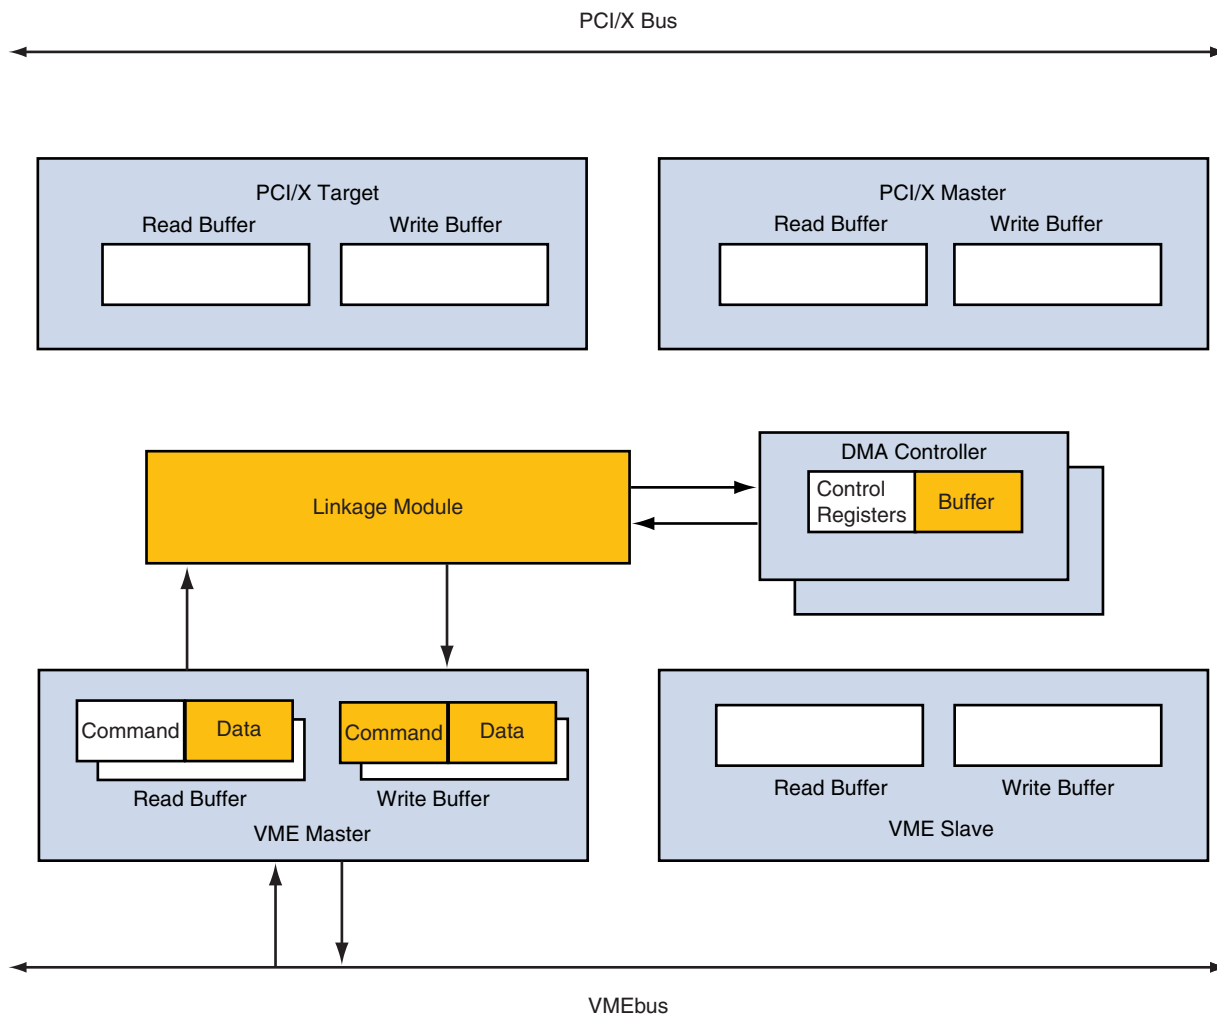 PCI/X Bus
PCI/X Target
Read Buffer
Write Buffer
PCI/X Master
Read Buffer
Write Buffer
Linkage Module
DMA Controller
Control
Registers
Buffer
Command
Data
Read Buffer
Command
Data
Write Buffer
VME Master
Read Buffer
Write Buffer
VME Slave
VMEbus